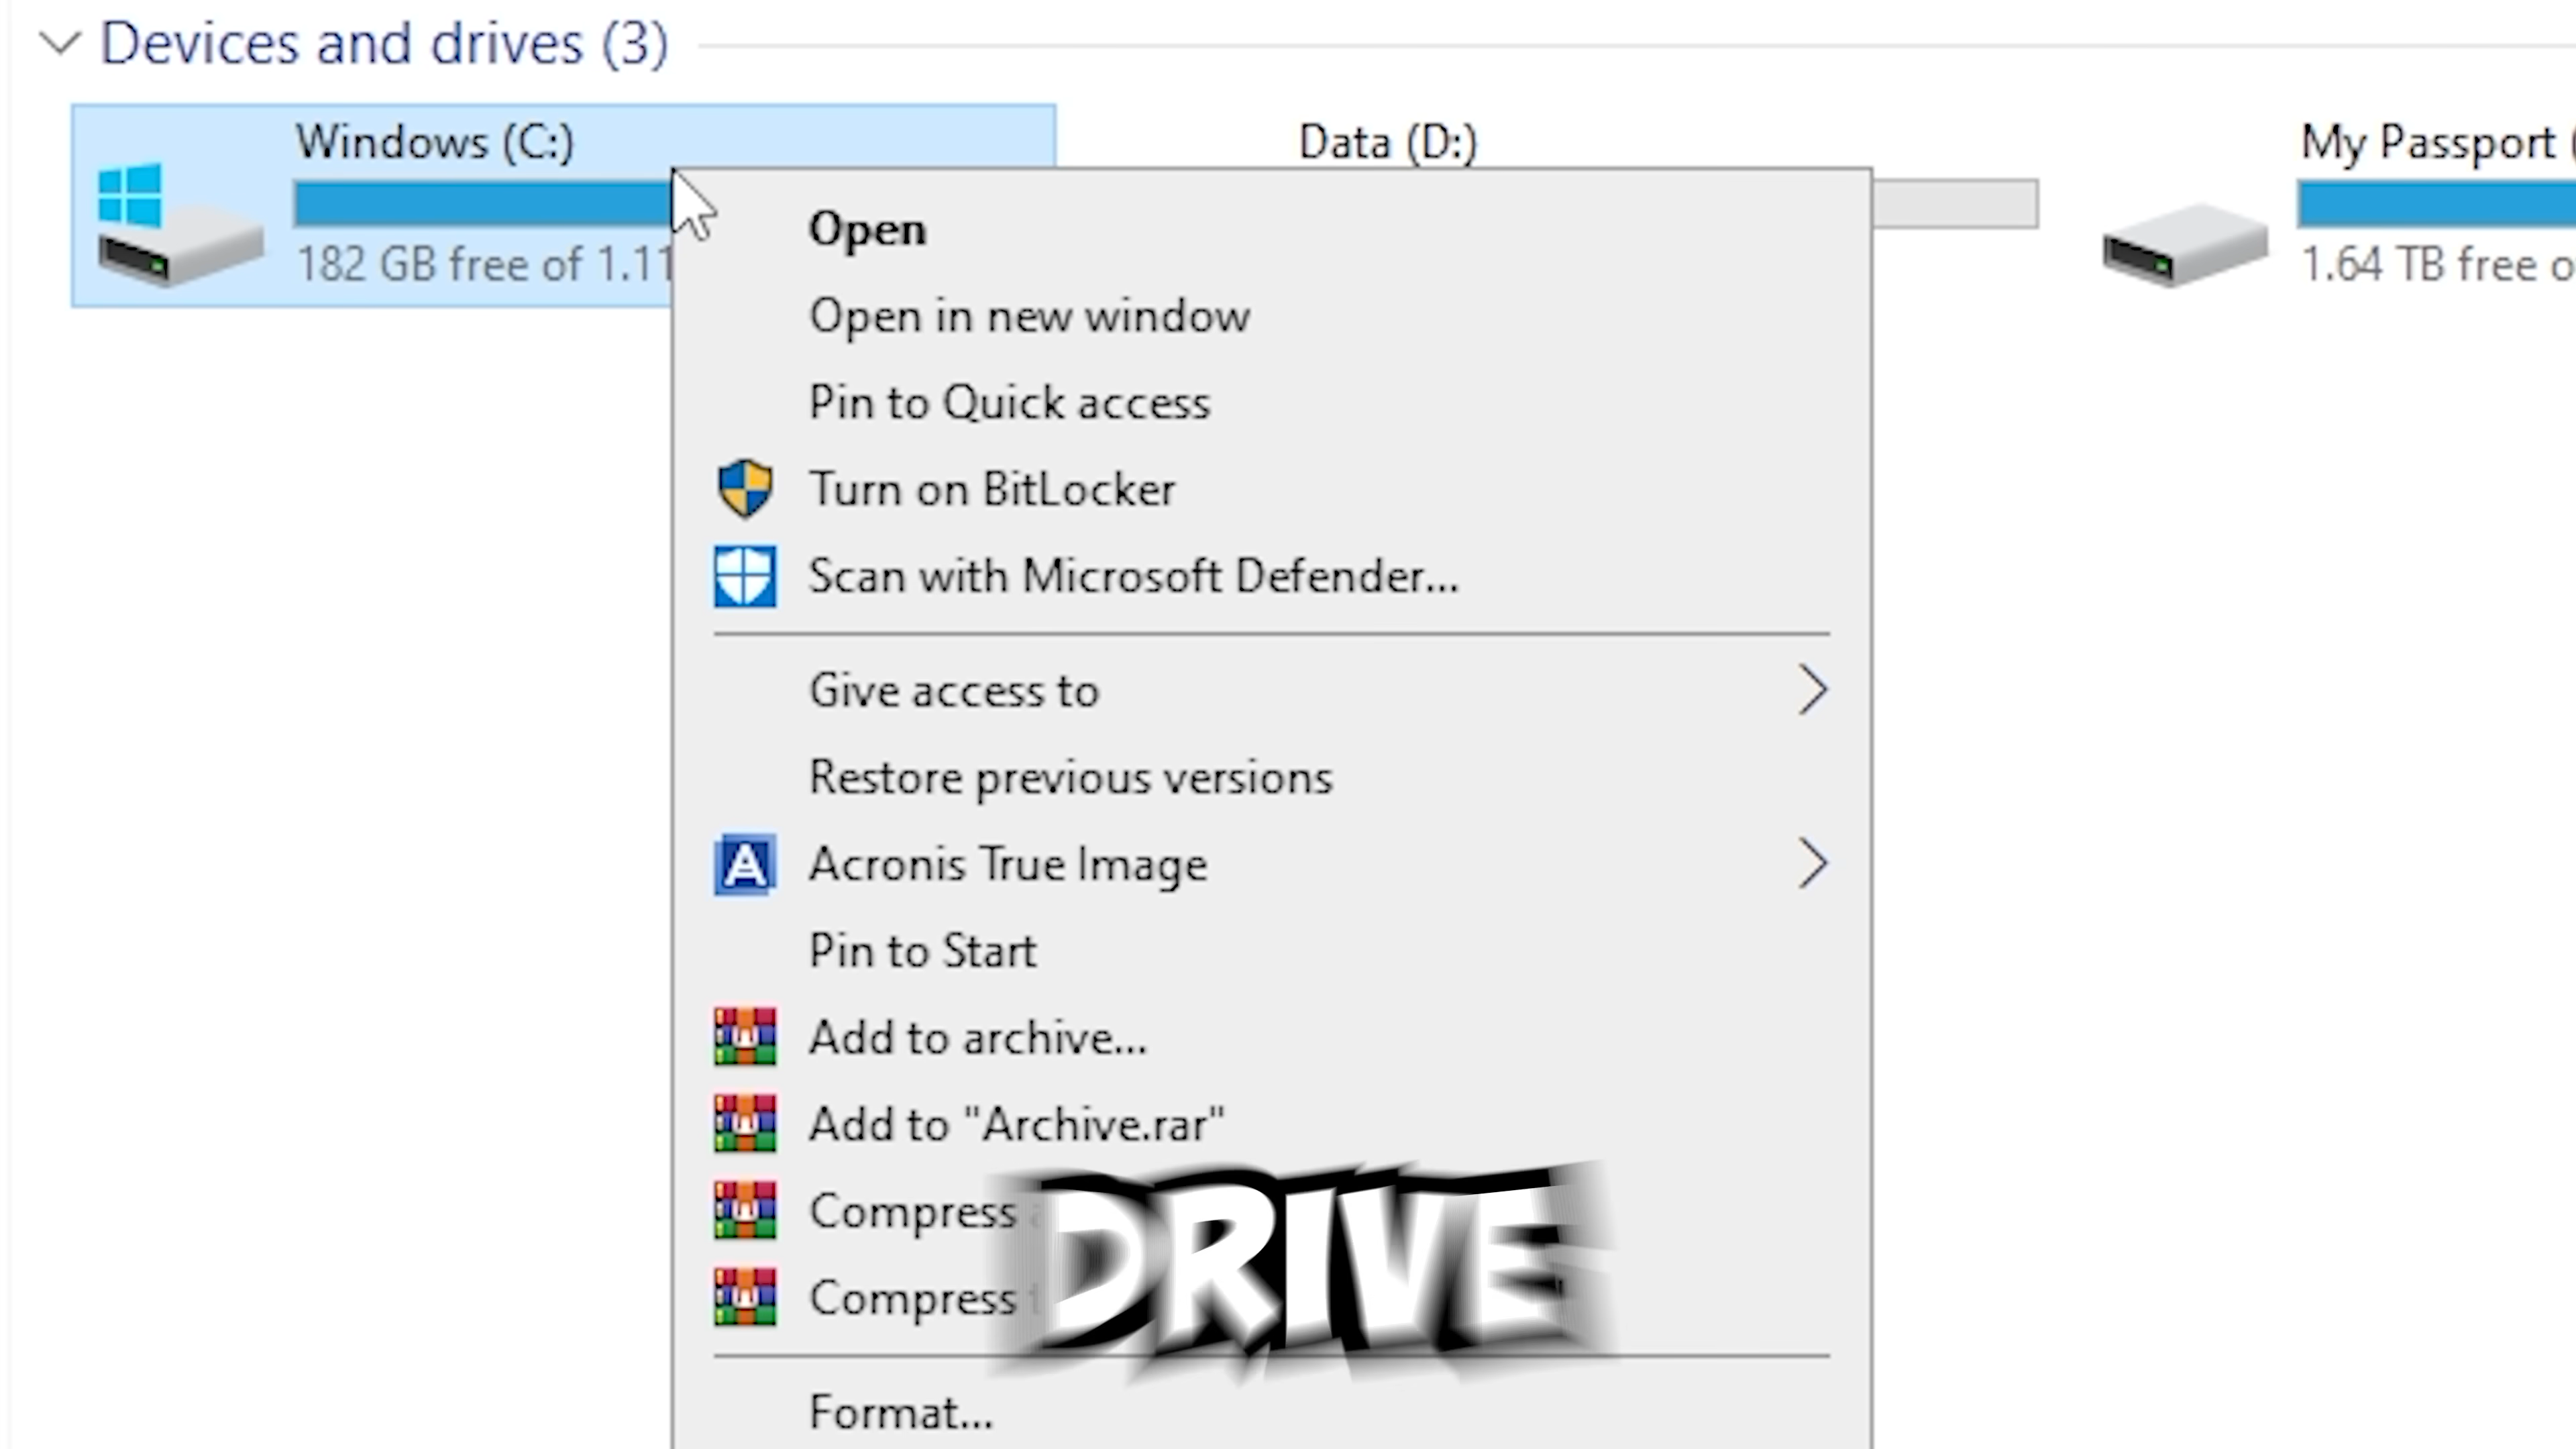 Devices and drives (3)
Windows (C:)
182 GB free of 1.11
Data (D:)
My Passport (
1.64 TB free o
Open
Open in new window
Pin to Quick access
Turn on BitLocker
Scan with Microsoft Defender...
Give access to
Restore previous versions
Acronis True Image
Pin to Start
Add to archive...
Add to "Archive.rar"
Compress
Compress
DRIVE
Format...